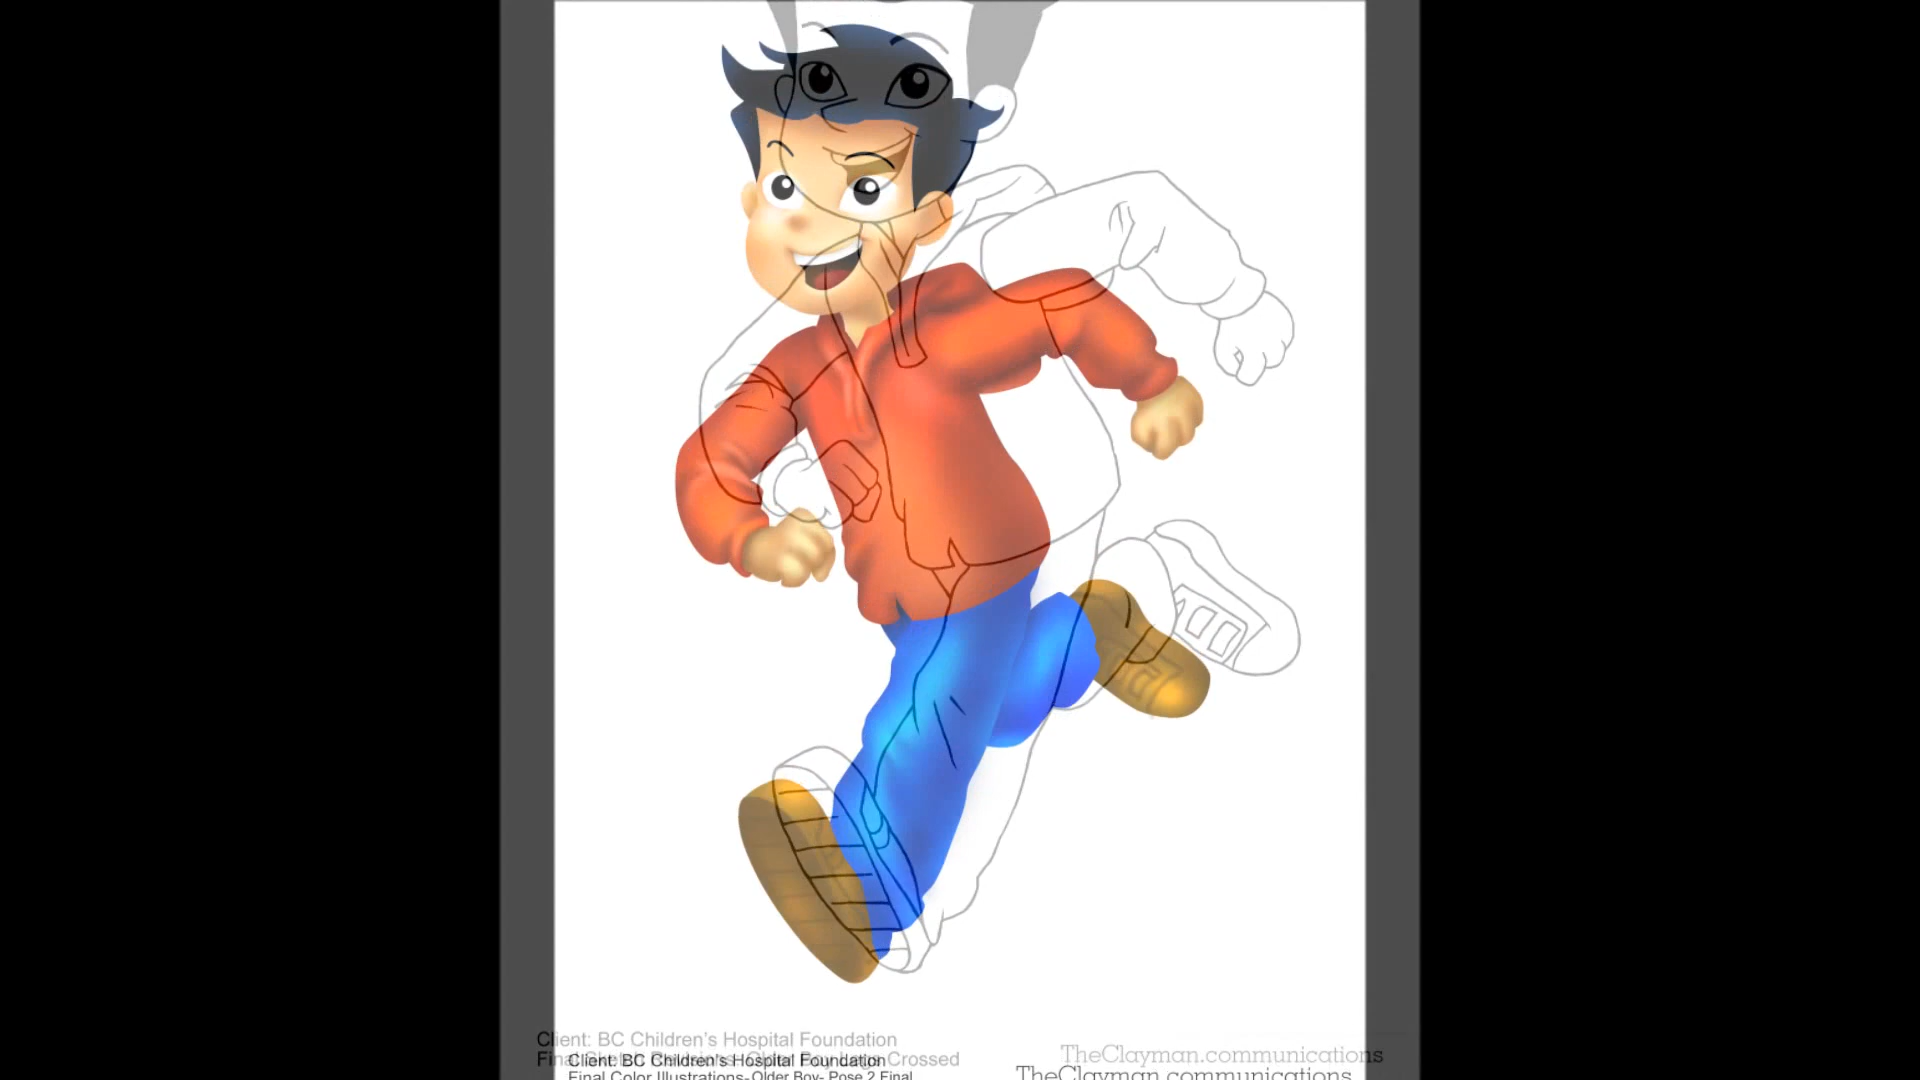 Client: BC Children's Hospital Foundation
Final Crossed
Client: BC Children's Hospital Foundation
Final Color Illustrations- Older Boy- Pose 2 Final
TheClayman.communications
TheClayman.communications